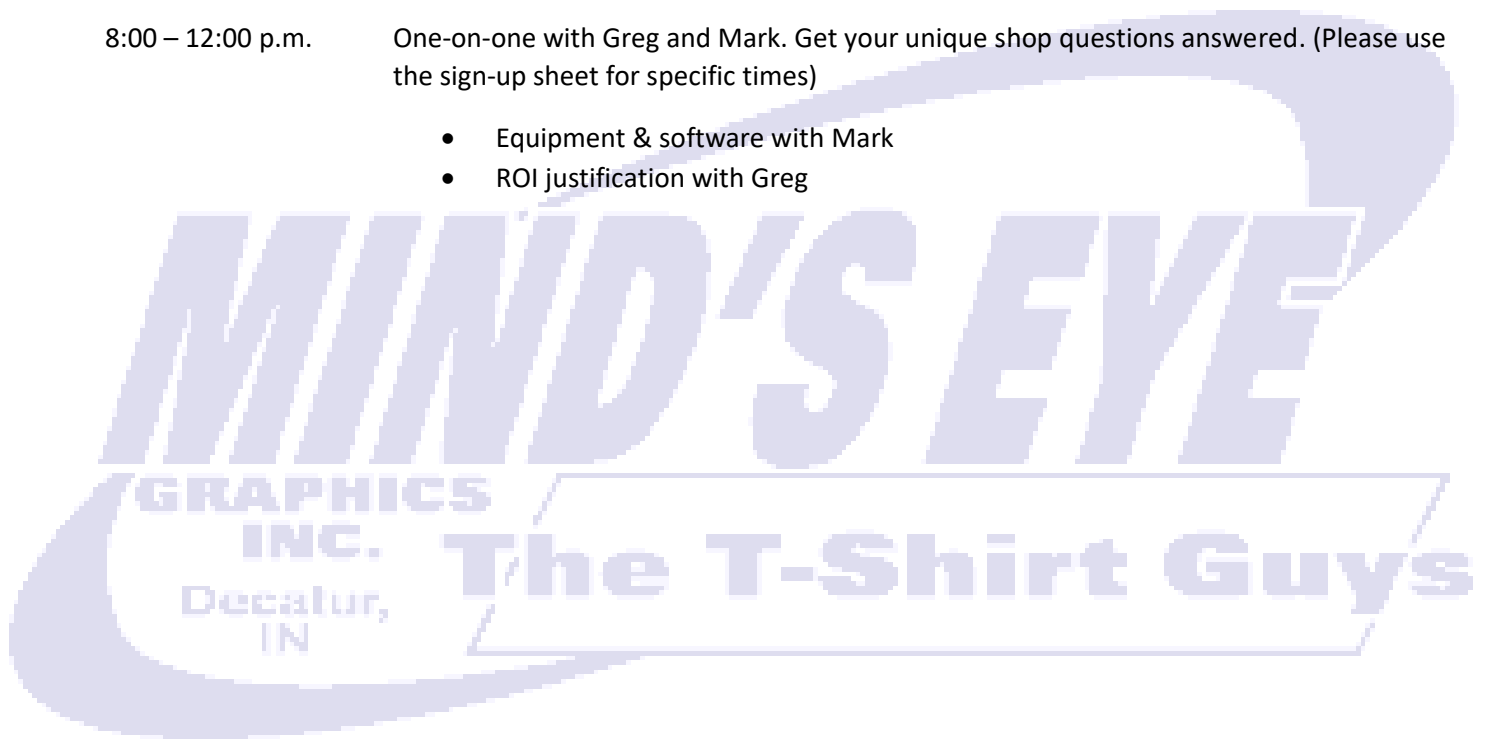 8:00 – 12:00 p.m. One-on-one with Greg and Mark. Get your unique shop questions answered. (Please use
the sign-up sheet for specific times)
• Equipment & software with Mark
• ROI justification with Greg
MIND'S EYE
GRAPHICS
INC.
The T-Shirt Guys
Decatur,
IN